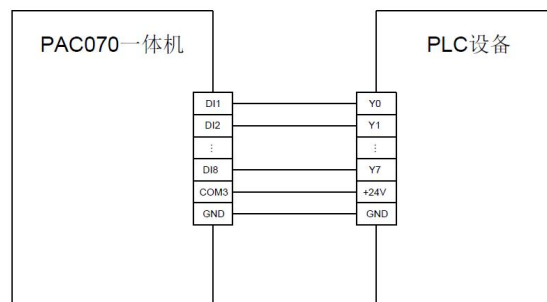 PAC070一体机
PLC设备
DI1
Y0
DI2
Y1
⋮
⋮
DI8
Y7
COM3
+24V
GND
GND